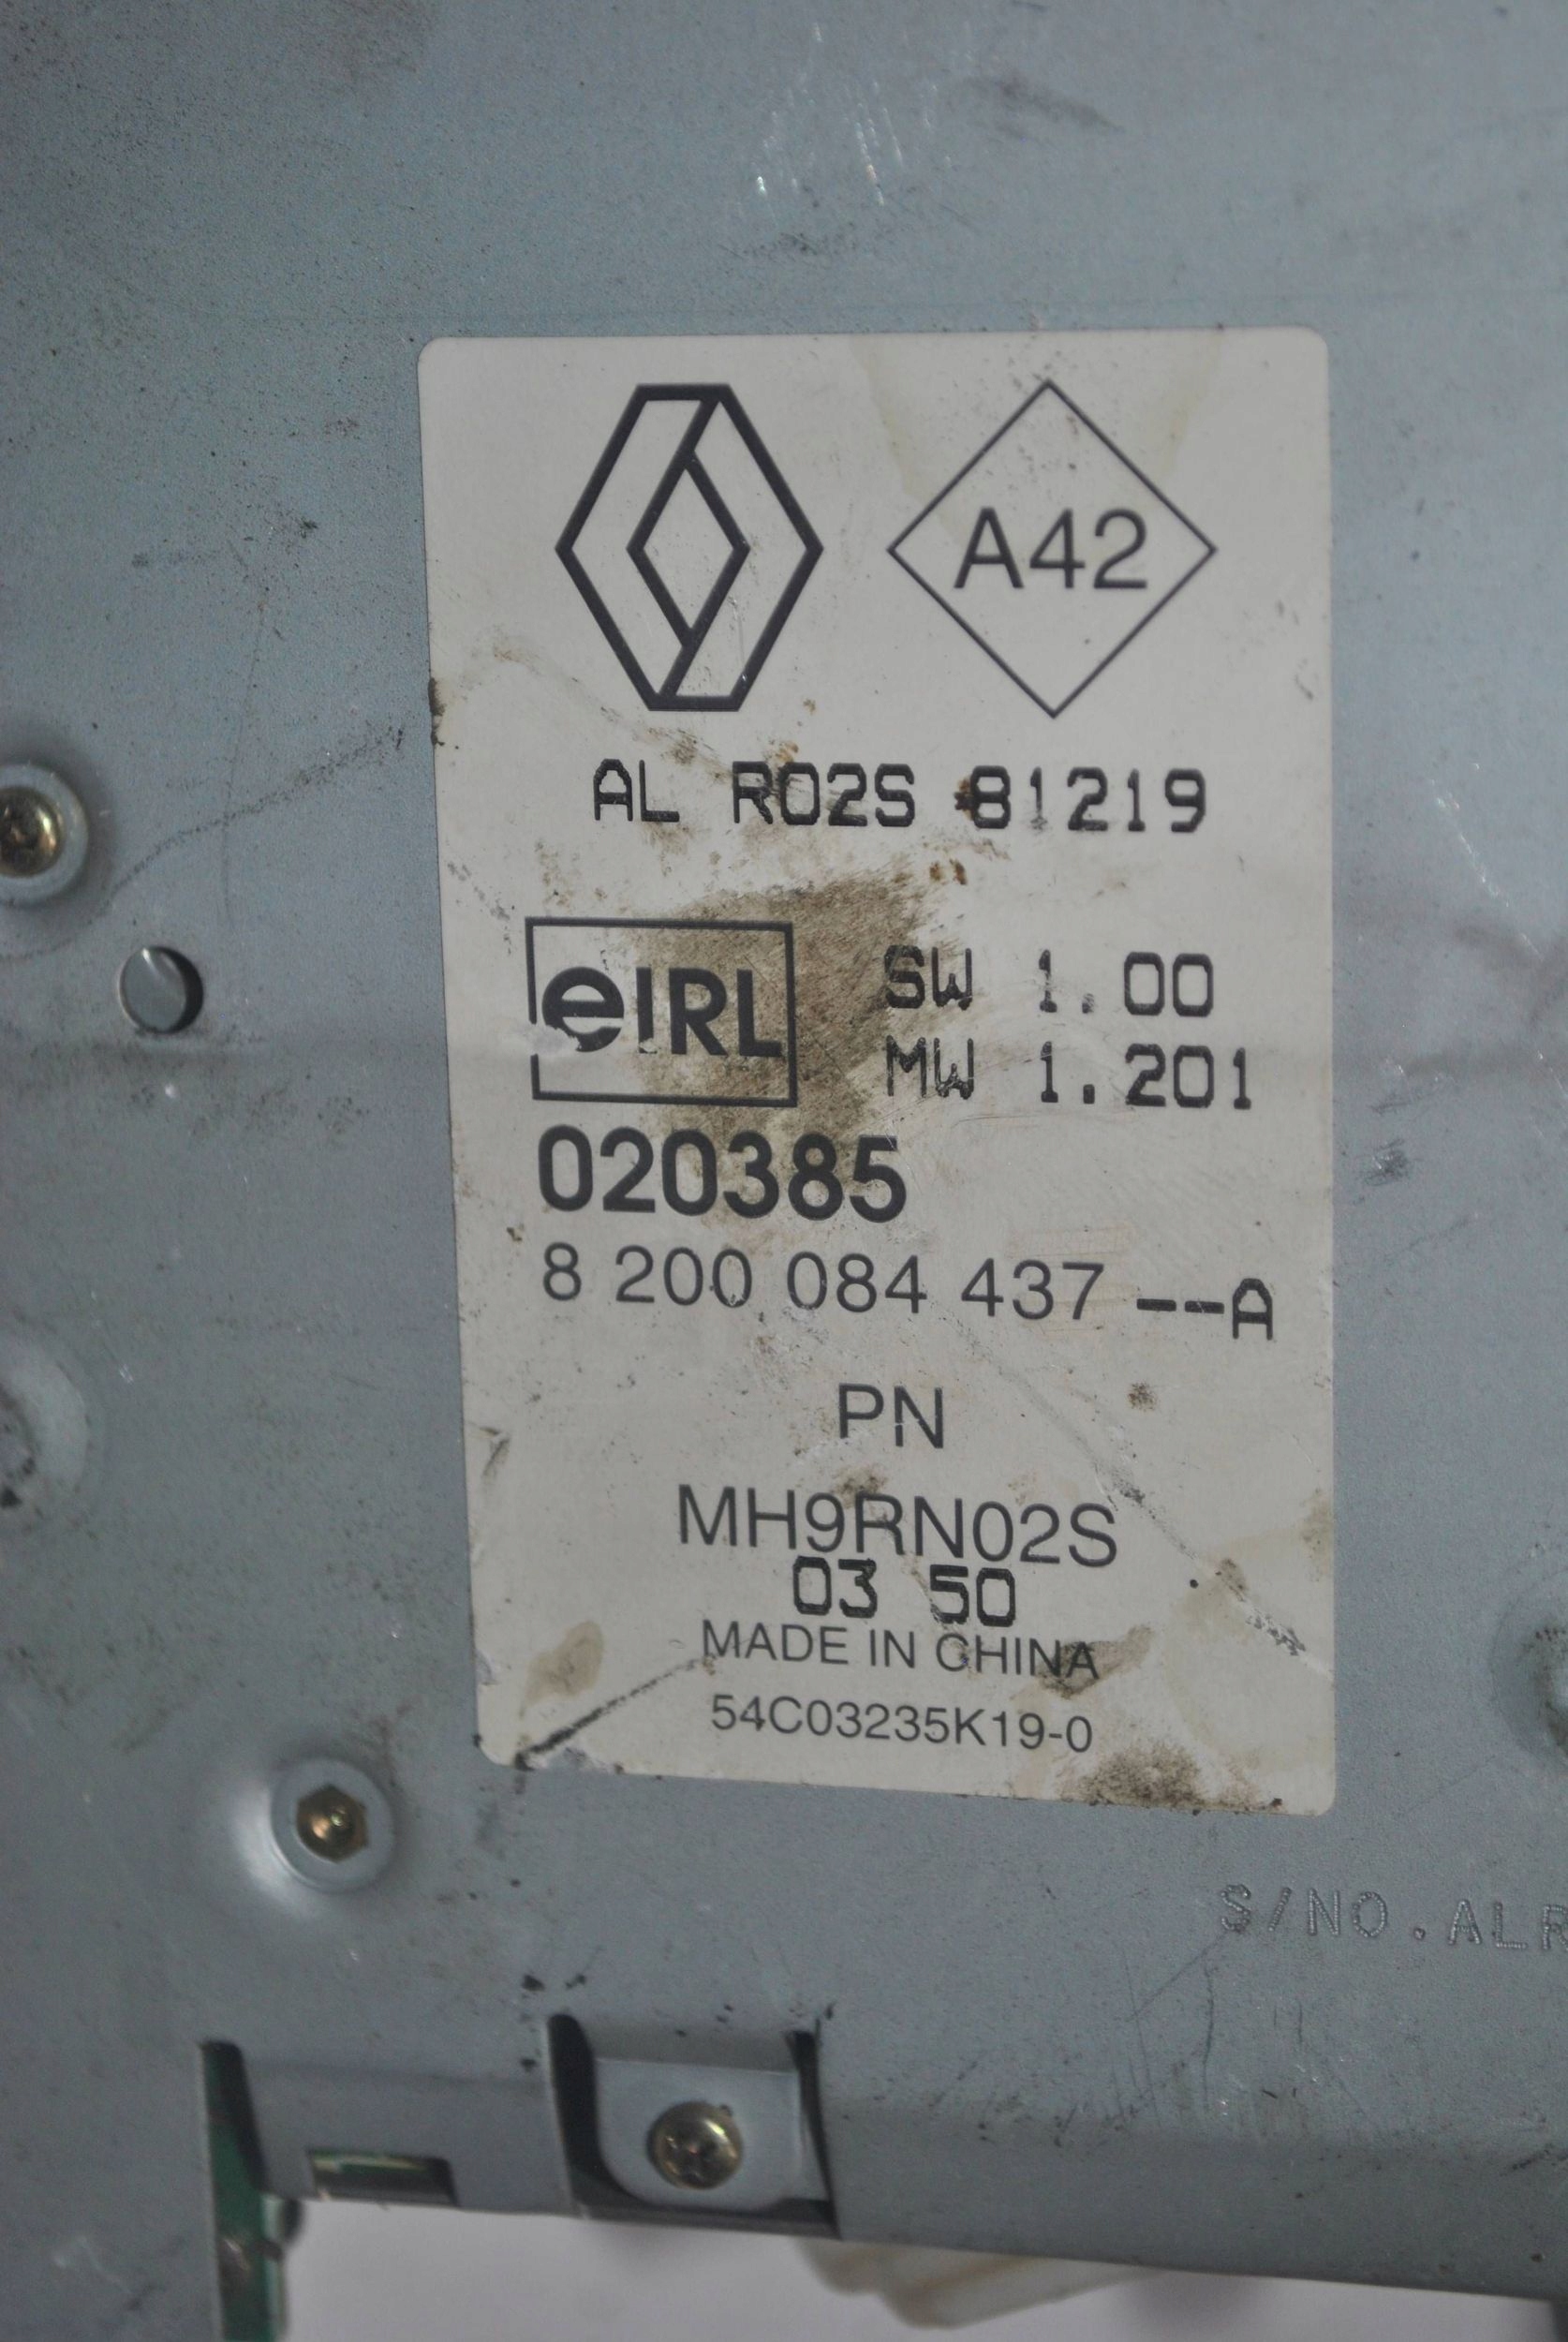 A42
AL R02S 81219
eIRL
SW 1.00
MW 1.201
020385
8 200 084 437 --A
PN
MH9RN02S
03 50
MADE IN CHINA
54C03235K19-0
S/NO.ALR